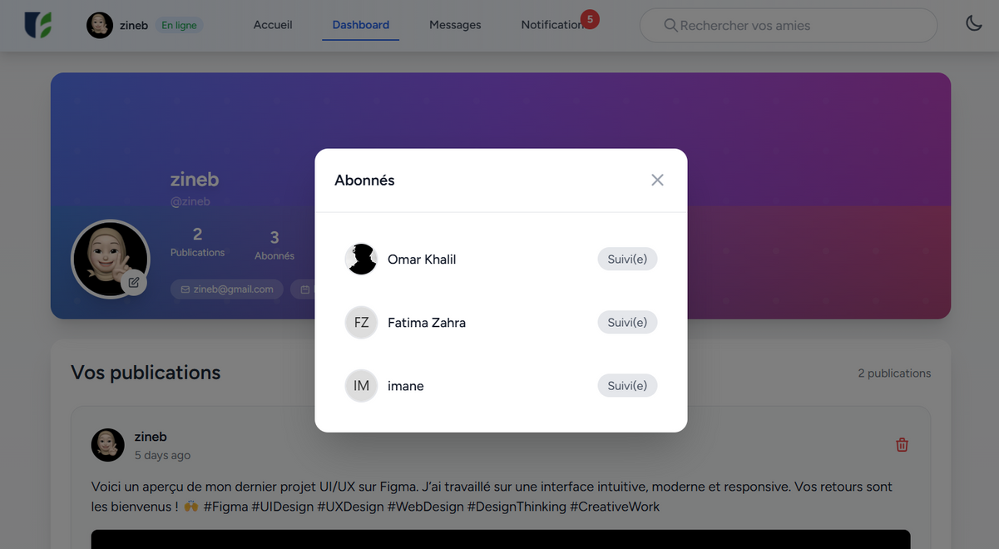 zineb En ligne Accueil Dashboard Messages Notification 5 Rechercher vos amies
zineb
@zineb
2 3
Publications Abonnés
zineb@gmail.com
Abonnés
Omar Khalil Suivi(e)
FZ Fatima Zahra Suivi(e)
IM imane Suivi(e)
Vos publications 2 publications
zineb
5 days ago
Voici un aperçu de mon dernier projet UI/UX sur Figma. J’ai travaillé sur une interface intuitive, moderne et responsive. Vos retours sont
les bienvenus ! 🙌 #Figma #UIDesign #UXDesign #WebDesign #DesignThinking #CreativeWork